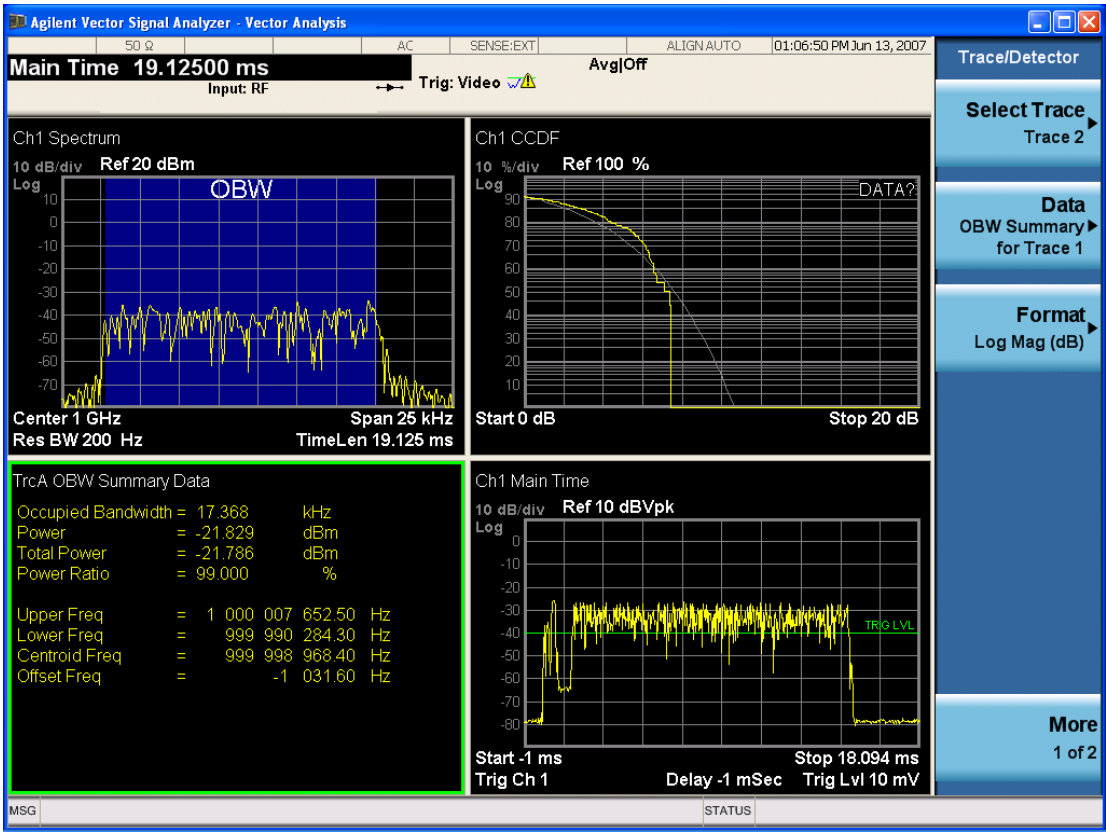 Agilent Vector Signal Analyzer - Vector Analysis
50 Ω AC SENSE:EXT ALIGN AUTO 01:06:50 PM Jun 13, 2007
Main Time 19.12500 ms
Avg|Off
Trig: Video
Input: RF
Trace/Detector
Select Trace
Trace 2
Data
OBW Summary
for Trace 1
Format
Log Mag (dB)
More
1 of 2
Ch1 Spectrum
10 dB/div Ref 20 dBm
Log
OBW
10
0
-10
-20
-30
-40
-50
-60
-70
Center 1 GHz Span 25 kHz
Res BW 200 Hz TimeLen 19.125 ms
Ch1 CCDF
10 %/div Ref 100 %
Log
DATA?
90
80
70
60
50
40
30
20
10
Start 0 dB Stop 20 dB
TrcA OBW Summary Data
Occupied Bandwidth = 17.368 kHz
Power = -21.829 dBm
Total Power = -21.786 dBm
Power Ratio = 99.000 %
Upper Freq = 1 000 007 652.50 Hz
Lower Freq = 999 990 284.30 Hz
Centroid Freq = 999 998 968.40 Hz
Offset Freq = -1 031.60 Hz
Ch1 Main Time
10 dB/div Ref 10 dBVpk
Log
0
-10
-20
-30
-40
-50
-60
-70
-80
TRIG LVL
Start -1 ms Stop 18.094 ms
Trig Ch 1 Delay -1 mSec Trig Lvl 10 mV
MSG STATUS